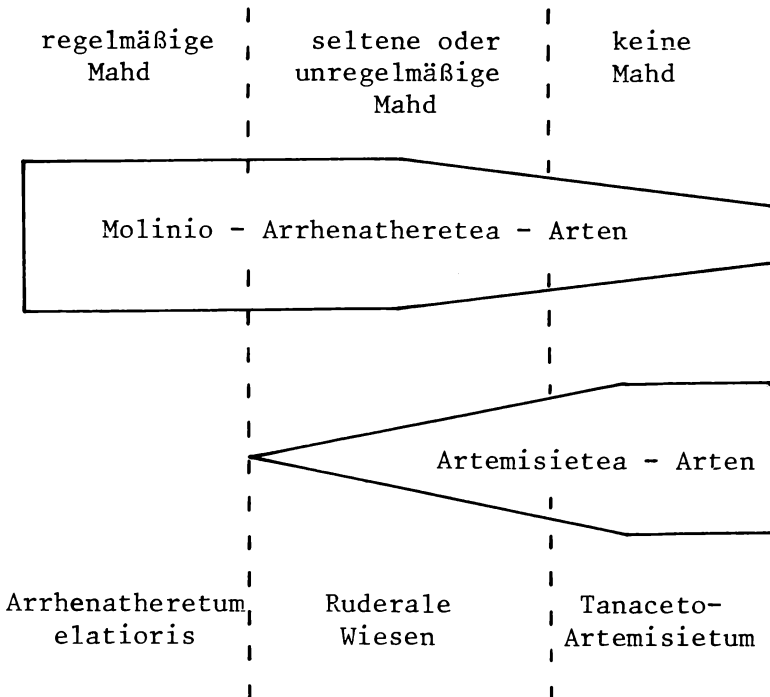 regelmäßige
Mahd
seltene oder
unregelmäßige
Mahd
keine
Mahd
Molinio - Arrhenatheretea - Arten
Artemisietea - Arten
Arrhenatheretum
elatioris
Ruderale
Wiesen
Tanaceto-
Artemisietum